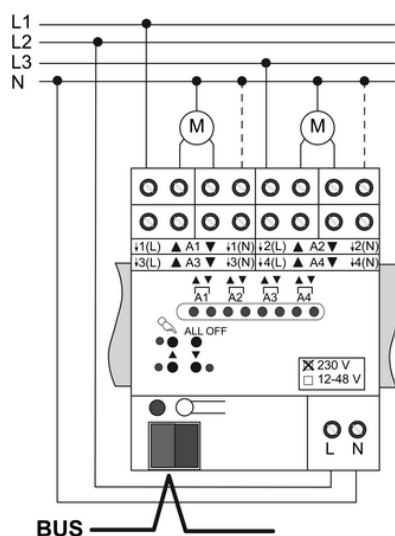 L1
L2
L3
N
M M
↓1(L) ▲ A1 ▼ ↓1(N) ↓2(L) ▲ A2 ▼ ↓2(N)
↓3(L) ▲ A3 ▼ ↓3(N) ↓4(L) ▲ A4 ▼ ↓4(N)
▲ ▼ ▲ ▼ ▲ ▼ ▲ ▼
A1 A2 A3 A4
ALL OFF
▲ ▼
☒ 230 V
☐ 12-48 V
L N
BUS